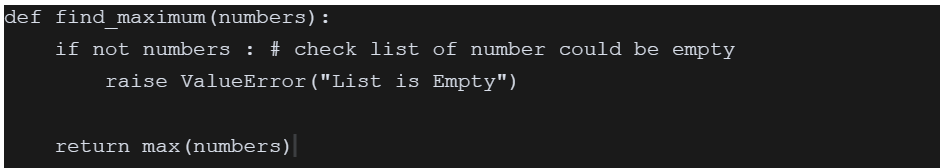 def find_maximum(numbers):
    if not numbers : # check list of number could be empty
        raise ValueError("List is Empty")
    return max(numbers)